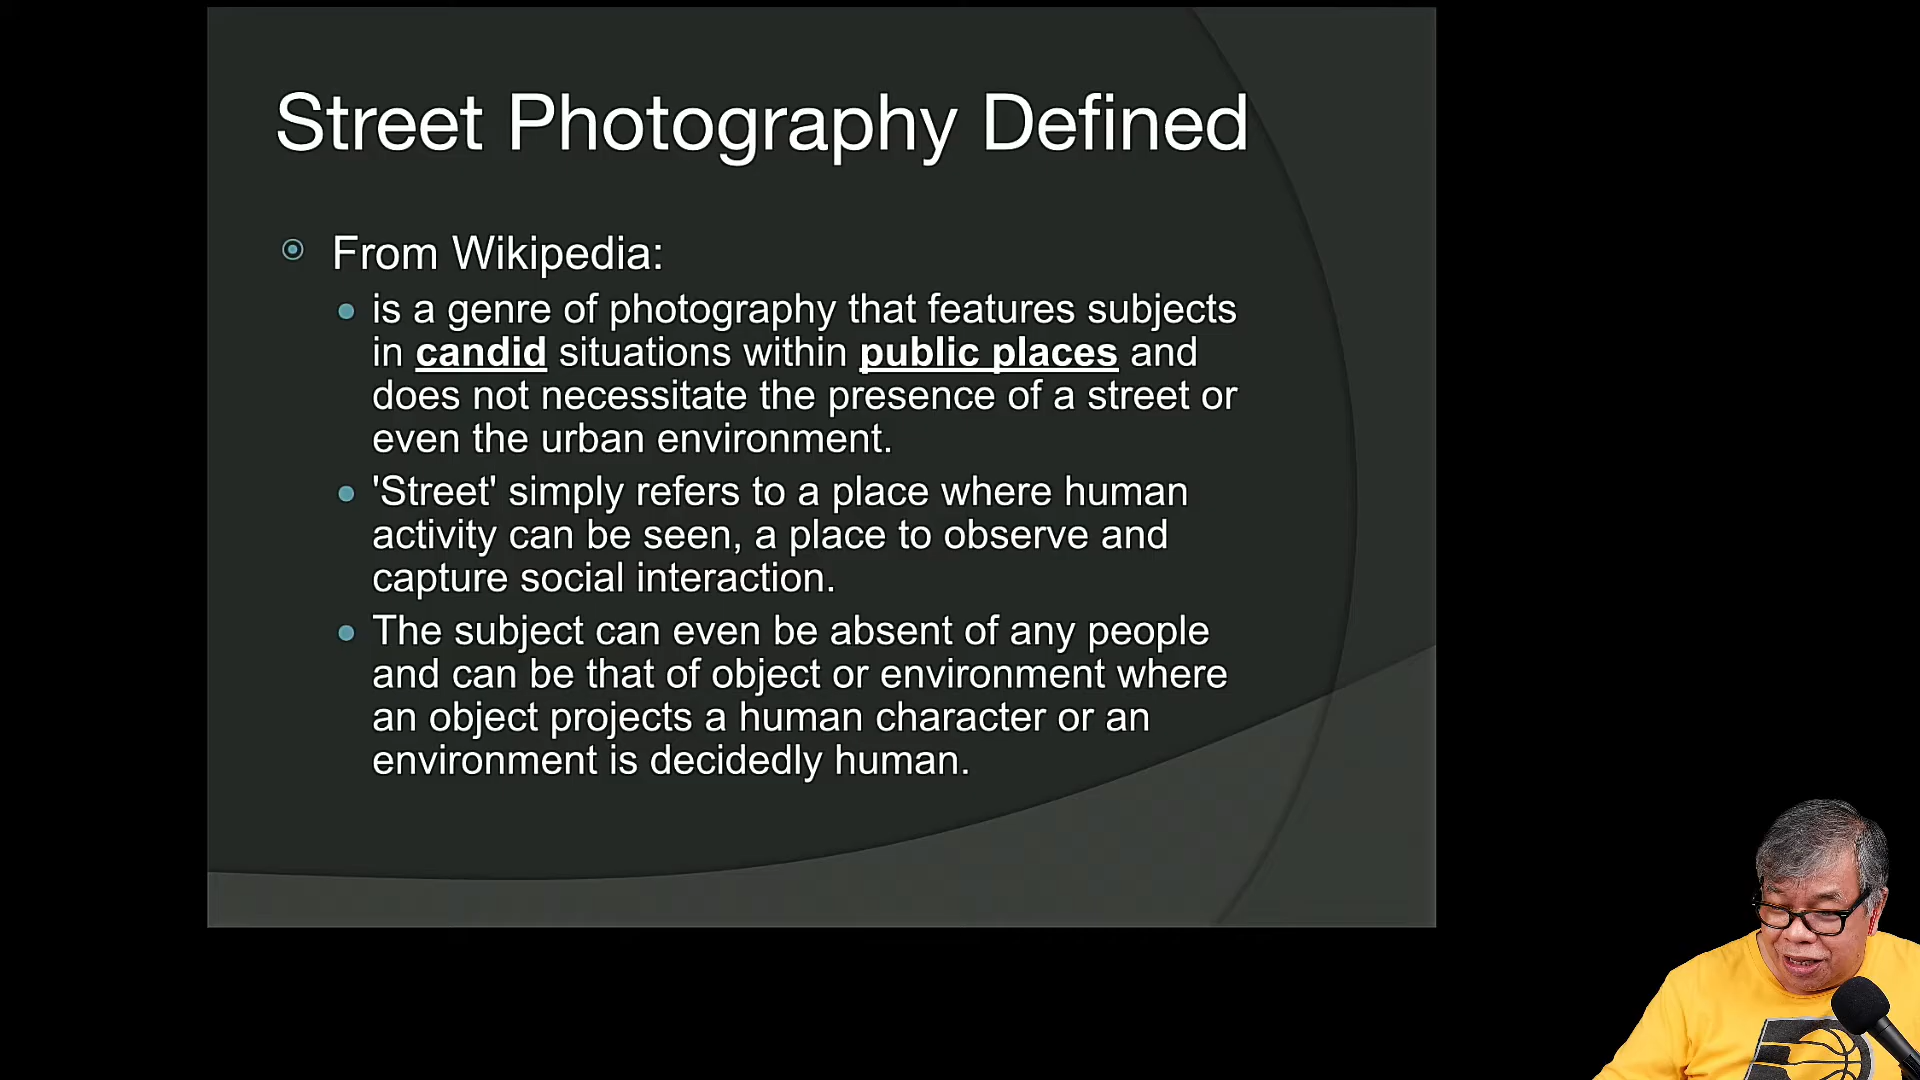 Street Photography Defined
From Wikipedia:
is a genre of photography that features subjects
in candid situations within public places and
does not necessitate the presence of a street or
even the urban environment.
'Street' simply refers to a place where human
activity can be seen, a place to observe and
capture social interaction.
The subject can even be absent of any people
and can be that of object or environment where
an object projects a human character or an
environment is decidedly human.